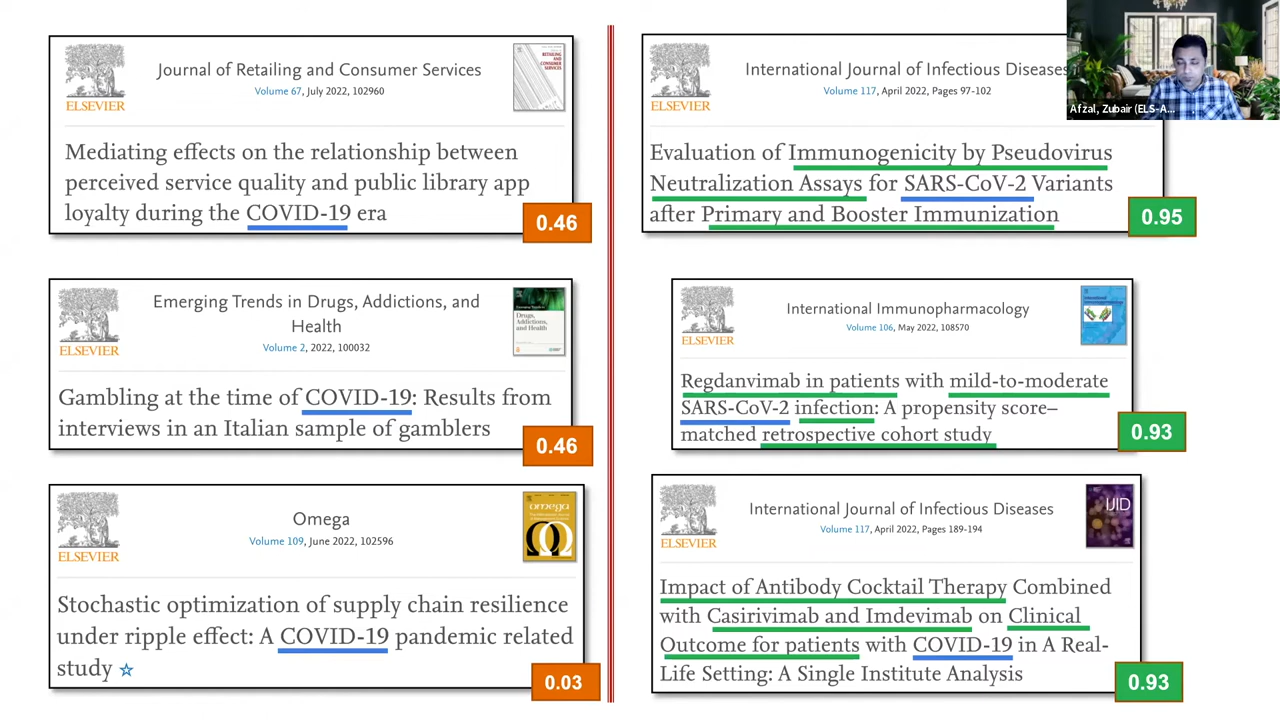 Journal of Retailing and Consumer Services
Volume 67, July 2022, 102960
ELSEVIER
RETAILING
AND
CONSUMER
SERVICES
Mediating effects on the relationship between
perceived service quality and public library app
loyalty during the COVID-19 era
0.46
Emerging Trends in Drugs, Addictions, and
Health
Volume 2, 2022, 100032
ELSEVIER
Drugs,
Addictions,
and Health
Gambling at the time of COVID-19: Results from
interviews in an Italian sample of gamblers
0.46
Omega
Volume 109, June 2022, 102596
ELSEVIER
omega
Stochastic optimization of supply chain resilience
under ripple effect: A COVID-19 pandemic related
study
0.03
International Journal of Infectious Diseases
Volume 117, April 2022, Pages 97-102
ELSEVIER
Evaluation of Immunogenicity by Pseudovirus
Neutralization Assays for SARS-CoV-2 Variants
after Primary and Booster Immunization
0.95
International Immunopharmacology
Volume 106, May 2022, 108570
ELSEVIER
Regdanvimab in patients with mild-to-moderate
SARS-CoV-2 infection: A propensity score–
matched retrospective cohort study
0.93
International Journal of Infectious Diseases
Volume 117, April 2022, Pages 189-194
ELSEVIER
IJID
Impact of Antibody Cocktail Therapy Combined
with Casirivimab and Imdevimab on Clinical
Outcome for patients with COVID-19 in A Real-
Life Setting: A Single Institute Analysis
0.93
Afzal, Zubair (ELS-A...